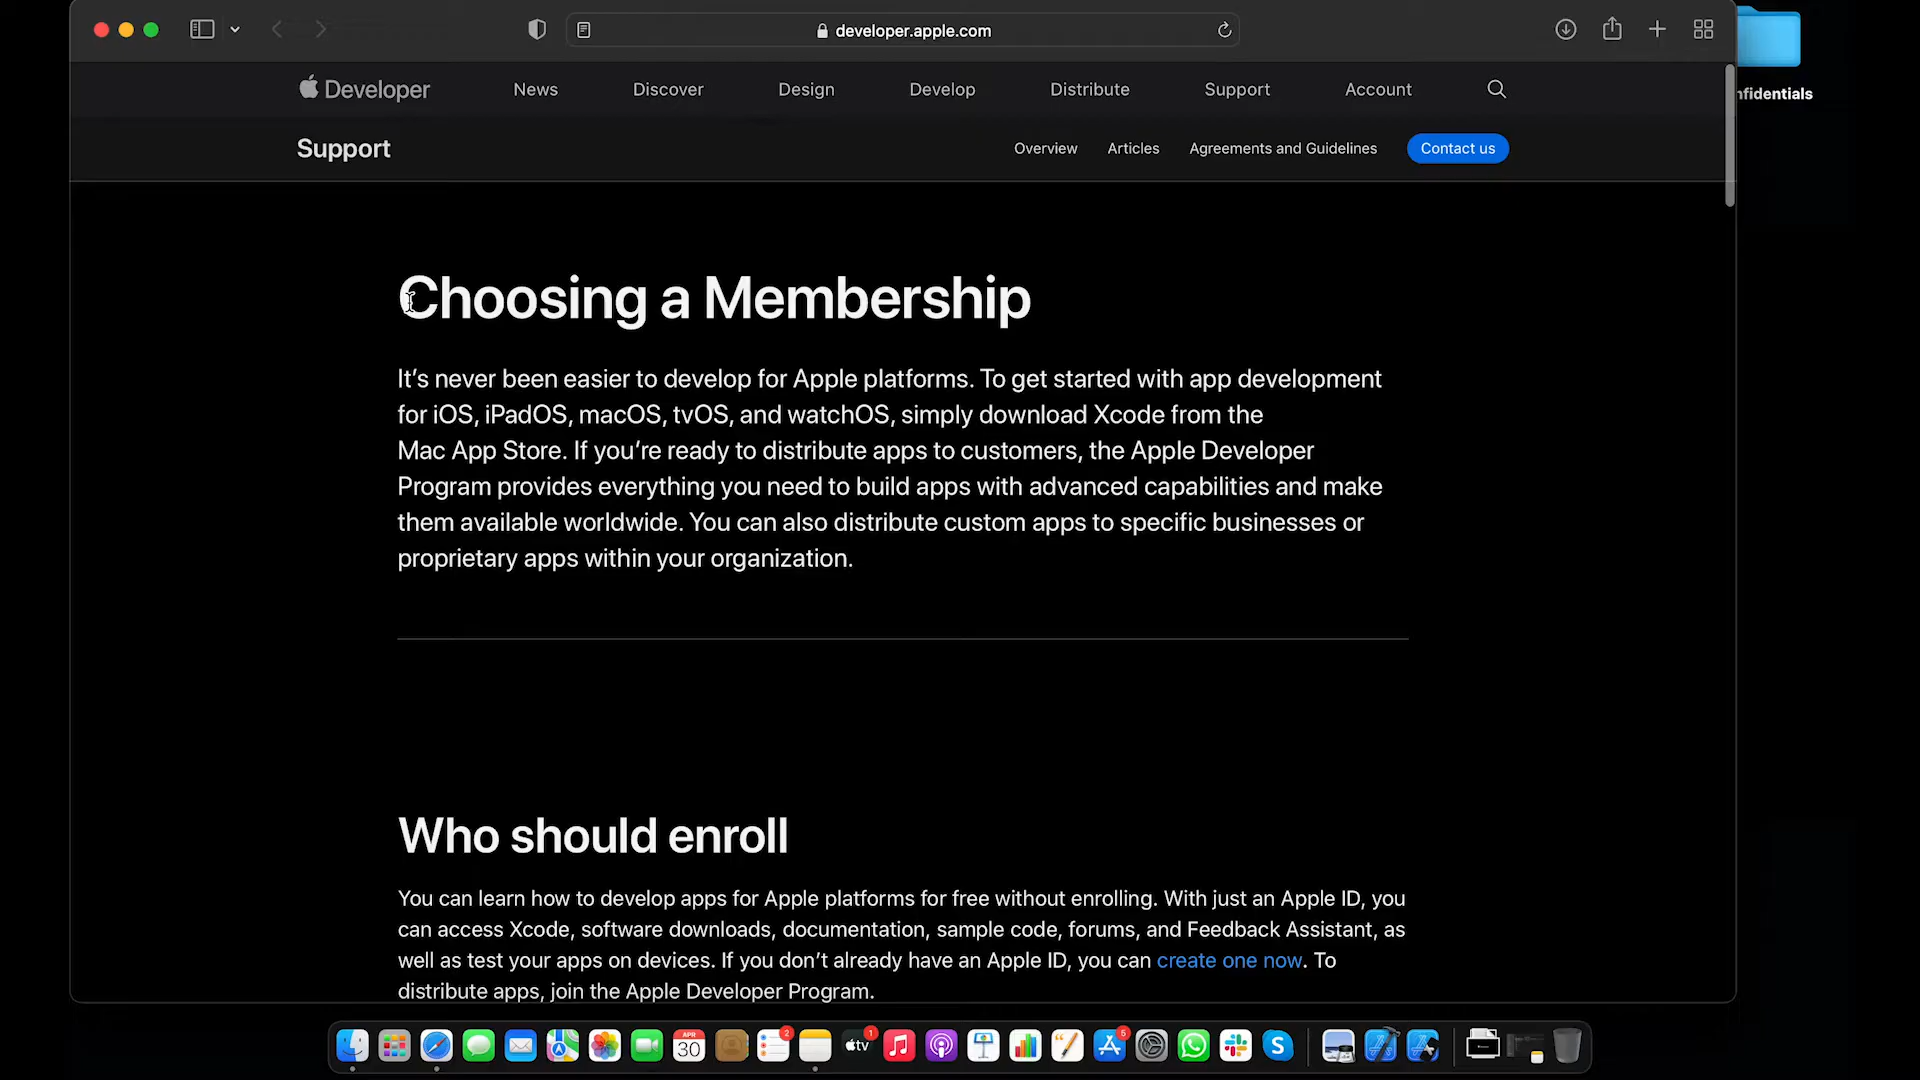 developer.apple.com
nfidentials
Developer
News
Discover
Design
Develop
Distribute
Support
Account
Support
Overview
Articles
Agreements and Guidelines
Contact us
Choosing a Membership
It’s never been easier to develop for Apple platforms. To get started with app development
for iOS, iPadOS, macOS, tvOS, and watchOS, simply download Xcode from the
Mac App Store. If you’re ready to distribute apps to customers, the Apple Developer
Program provides everything you need to build apps with advanced capabilities and make
them available worldwide. You can also distribute custom apps to specific businesses or
proprietary apps within your organization.
Who should enroll
You can learn how to develop apps for Apple platforms for free without enrolling. With just an Apple ID, you
can access Xcode, software downloads, documentation, sample code, forums, and Feedback Assistant, as
well as test your apps on devices. If you don’t already have an Apple ID, you can create one now. To
distribute apps, join the Apple Developer Program.
APR
30
2
tv
1
5
S